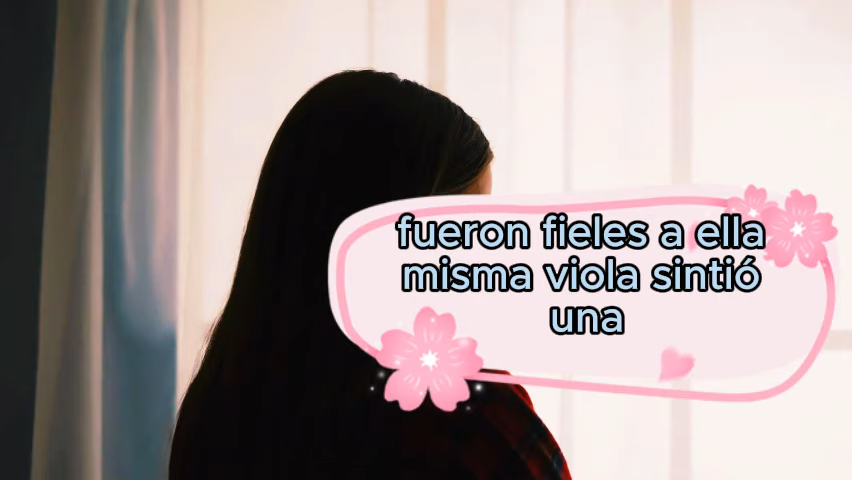 fueron fieles a ella
misma viola sintió
una